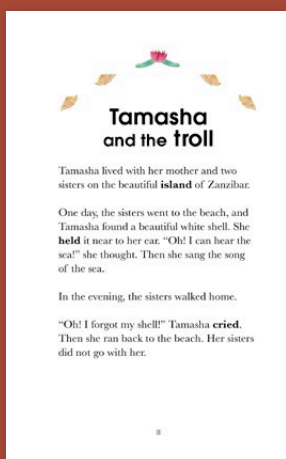 Tamasha
and the troll
Tamasha lived with her mother and two
sisters on the beautiful island of Zanzibar.
One day, the sisters went to the beach, and
Tamasha found a beautiful white shell. She
held it near to her ear. “Oh! I can hear the
sea!” she thought. Then she sang the song
of the sea.
In the evening, the sisters walked home.
“Oh! I forgot my shell!” Tamasha cried.
Then she ran back to the beach. Her sisters
did not go with her.
8